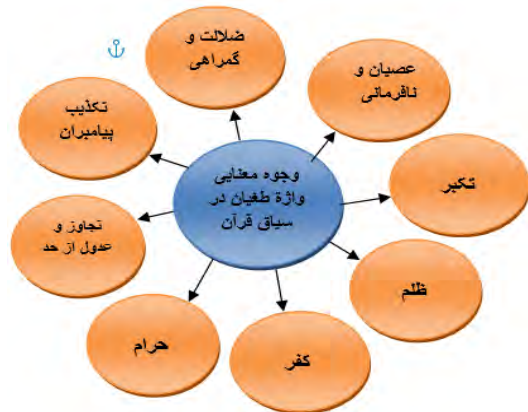 وجوه معنایی
واژة طغیان در
سیاق قرآن
ضلالت و
گمراهی
عصیان و
نافرمانی
تکبر
ظلم
کفر
حرام
تجاوز و
عدول از حد
تکذیب
پیامبران